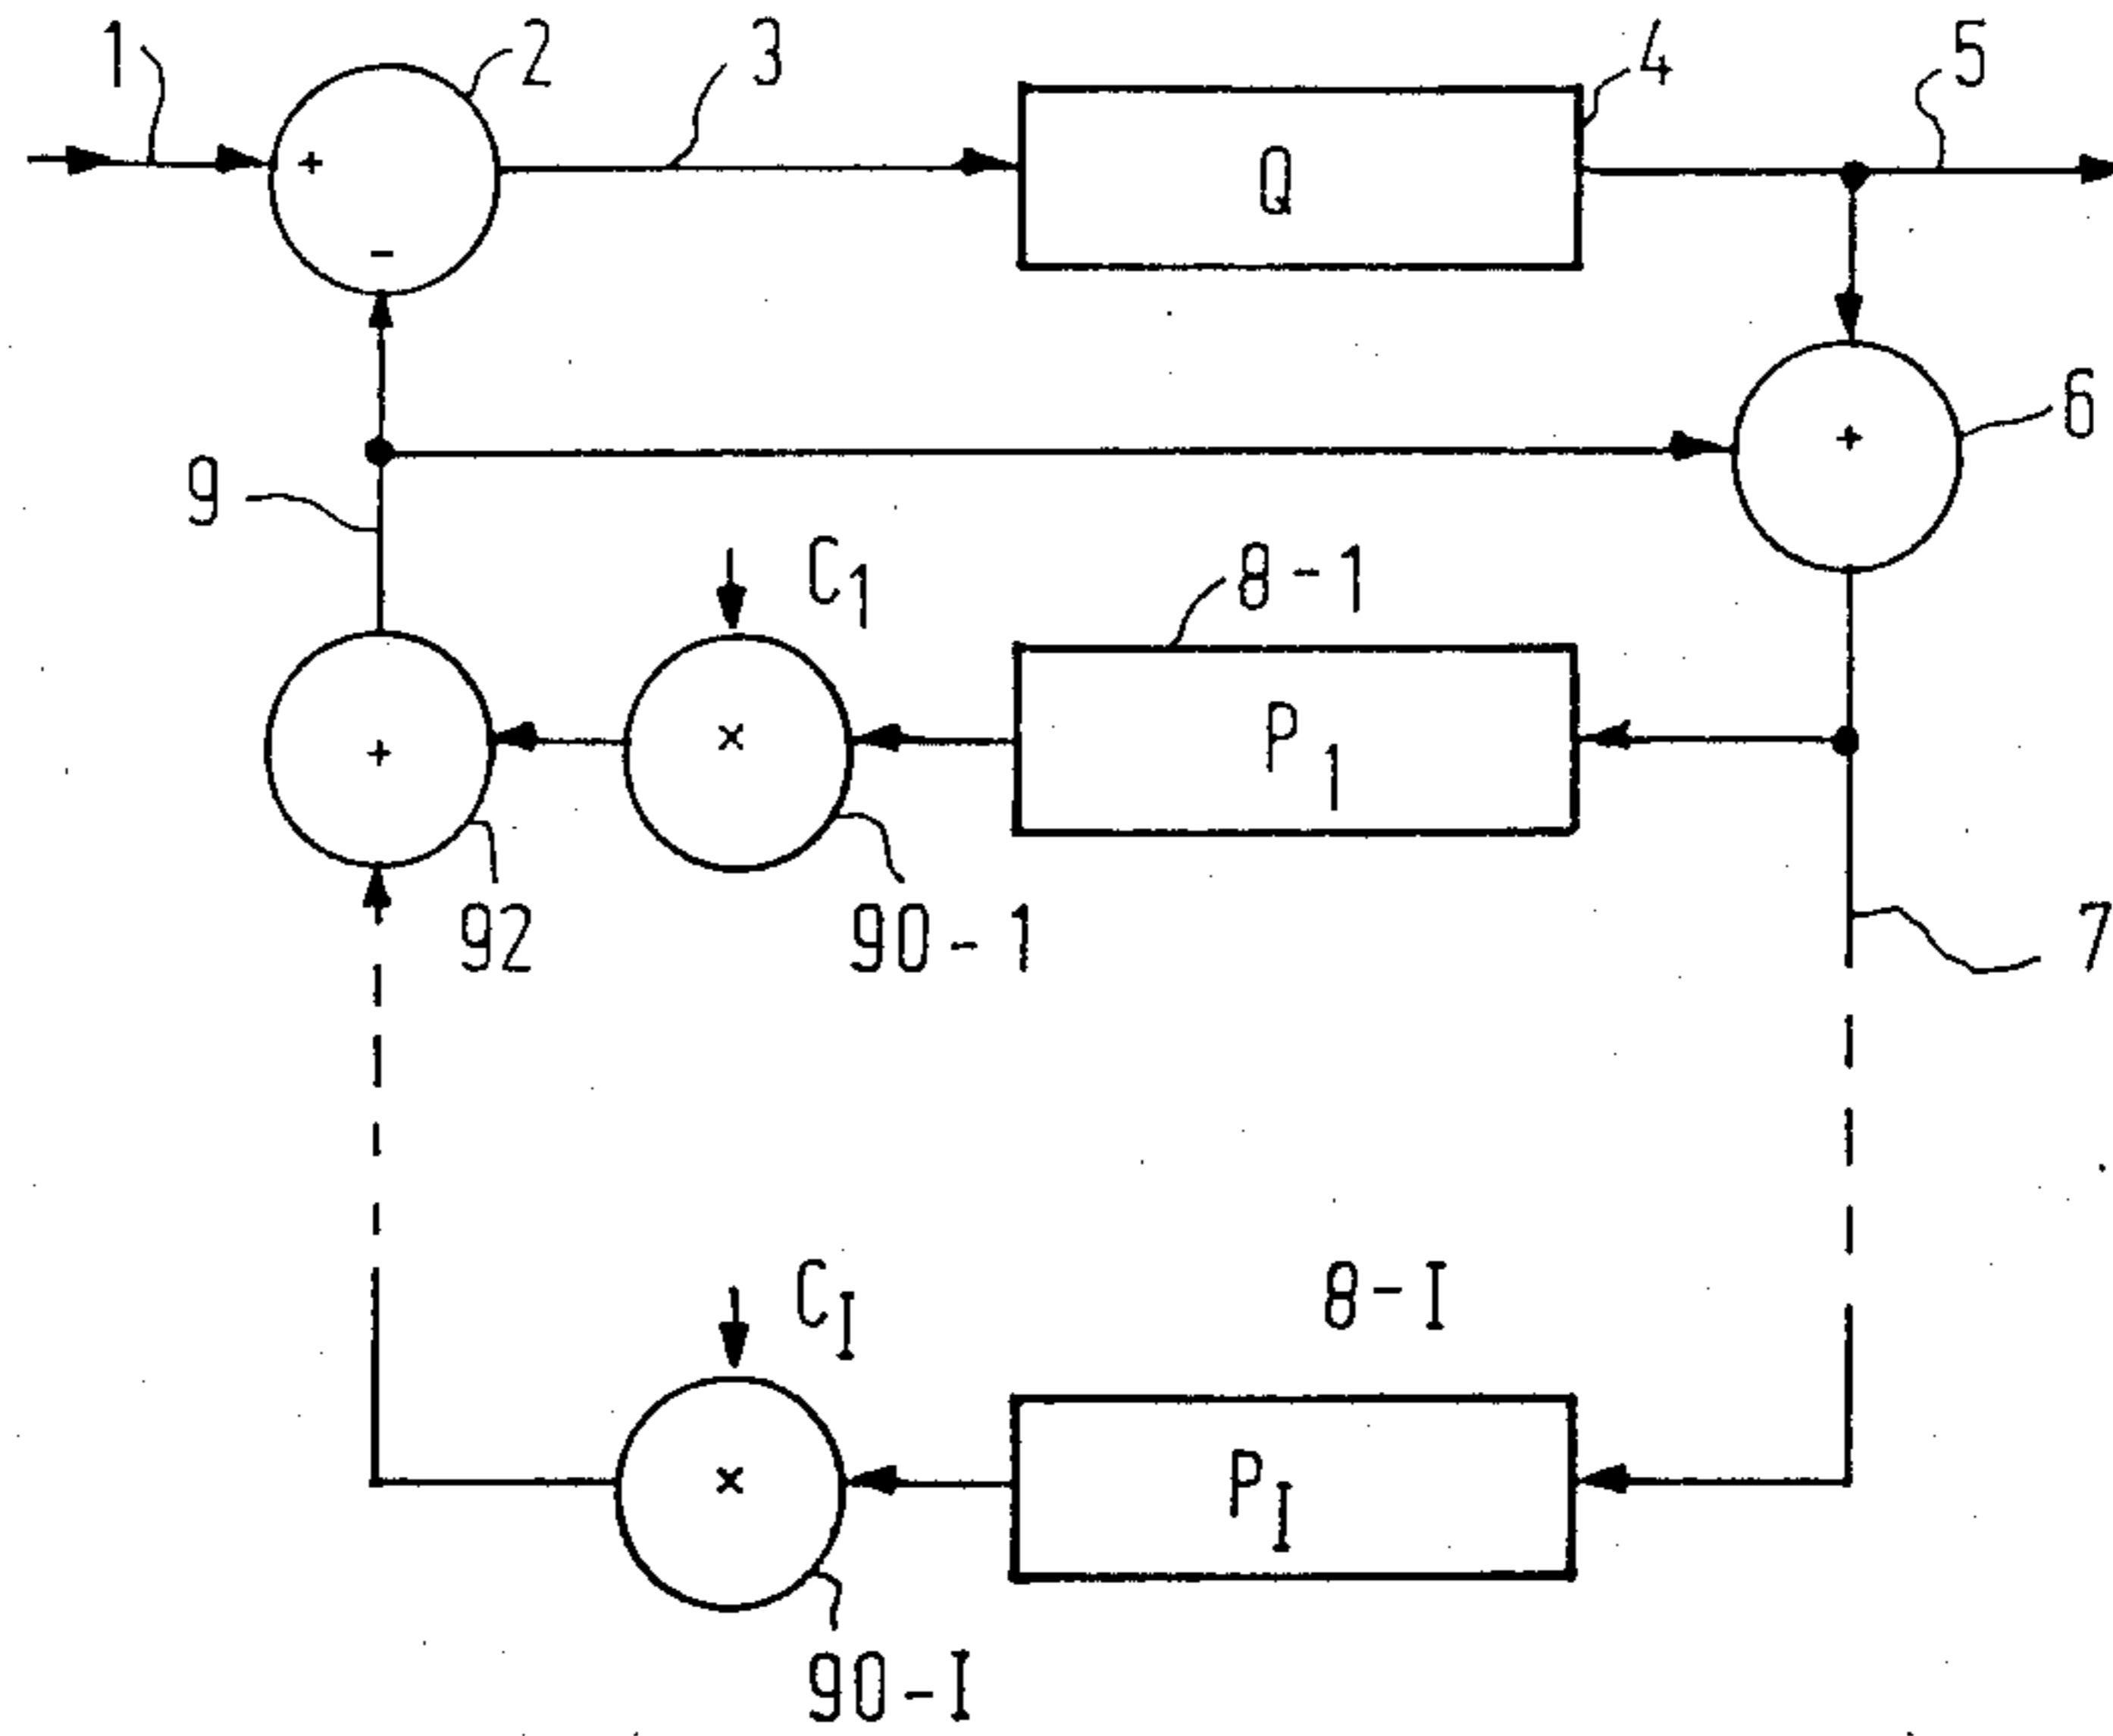 1 2 3 4 5
+
-
Q
6
+
9
C1 8-1
+ × P1
92 90-1 7
CI 8-I
× PI
90-I